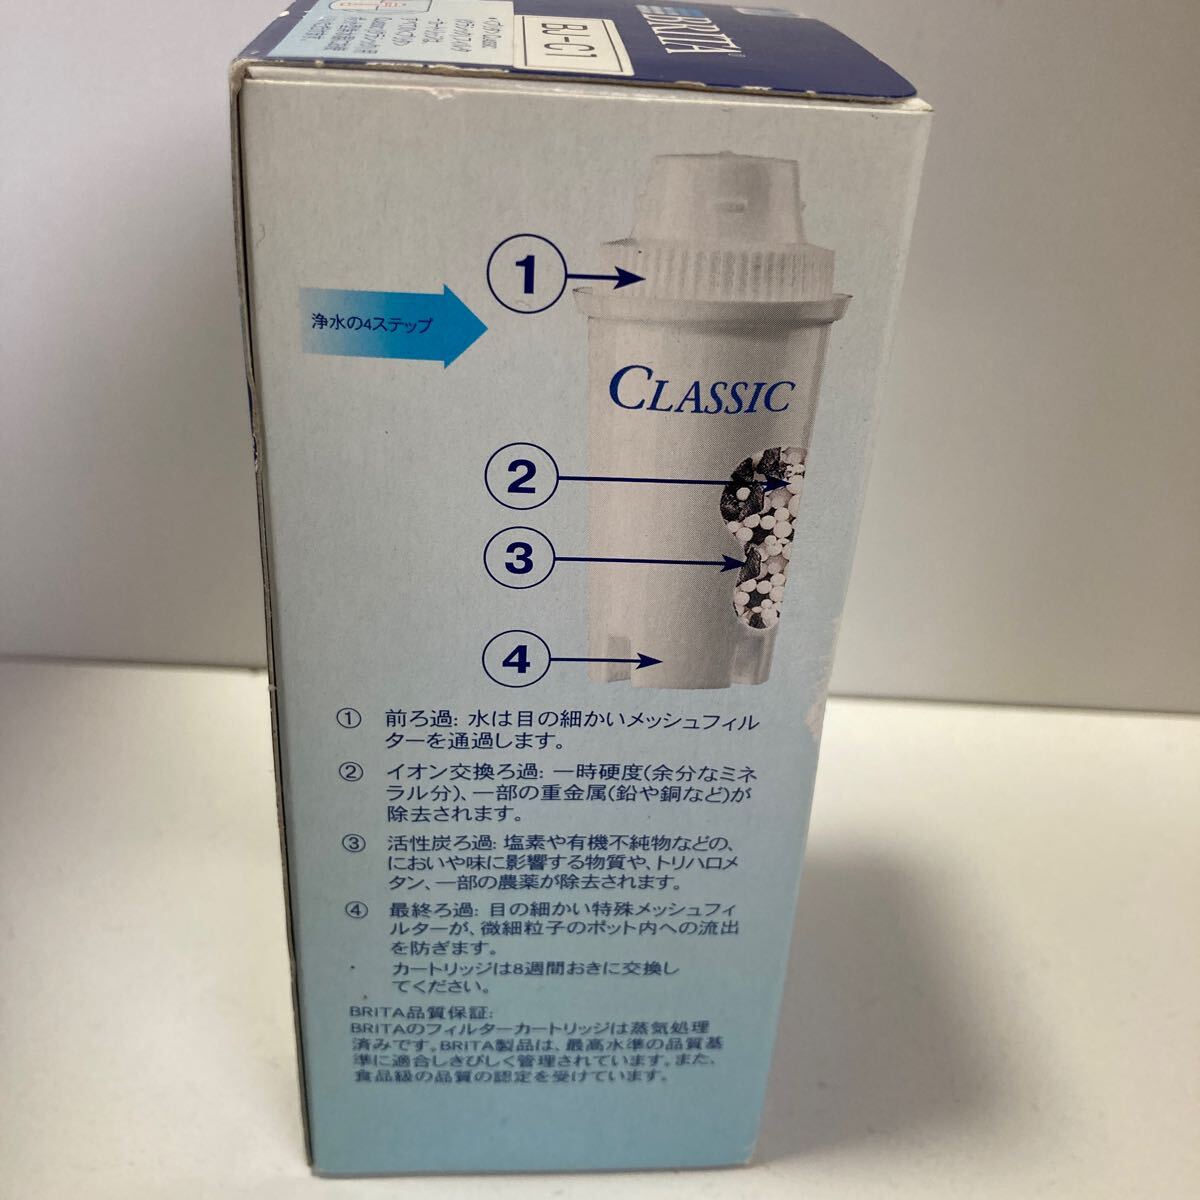 BRITA
BJ-C1
浄水の4ステップ
1
CLASSIC
2
3
4
① 前ろ過: 水は目の細かいメッシュフィル
ターを通過します。
② イオン交換ろ過: 一時硬度(余分なミネ
ラル分)、一部の重金属(鉛や銅など)が
除去されます。
③ 活性炭ろ過: 塩素や有機不純物などの、
においや味に影響する物質や、トリハロメ
タン、一部の農薬が除去されます。
④ 最終ろ過: 目の細かい特殊メッシュフィ
ルターが、微細粒子のポット内への流出
を防ぎます。
・ カートリッジは8週間おきに交換し
てください。
BRITA品質保証:
BRITAのフィルターカートリッジは蒸気処理
済みです。BRITA製品は、最高水準の品質基
準に適合しきびしく管理されています。また、
食品級の品質の認定を受けています。